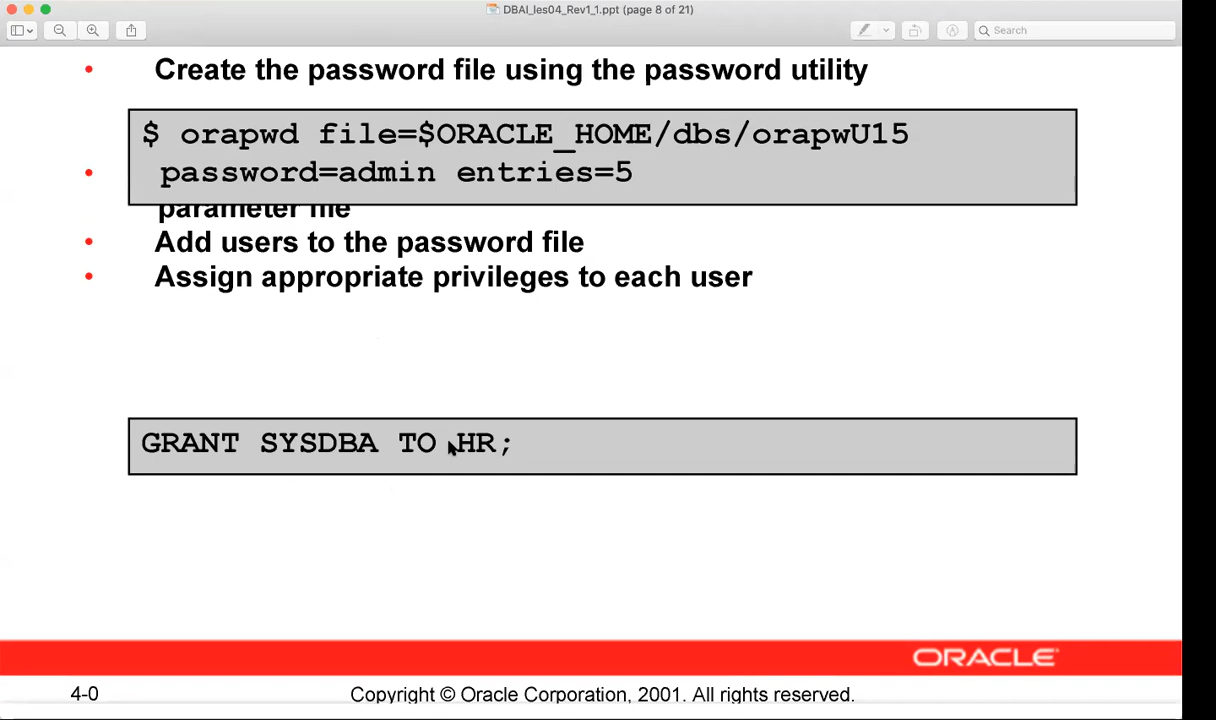 DBAI_les04_Rev1_1.ppt (page 8 of 21)
Search
• Create the password file using the password utility
$ orapwd file=$ORACLE_HOME/dbs/orapwU15
password=admin entries=5
•
parameter file
• Add users to the password file
• Assign appropriate privileges to each user
GRANT SYSDBA TO HR;
ORACLE
4-0 Copyright © Oracle Corporation, 2001. All rights reserved.